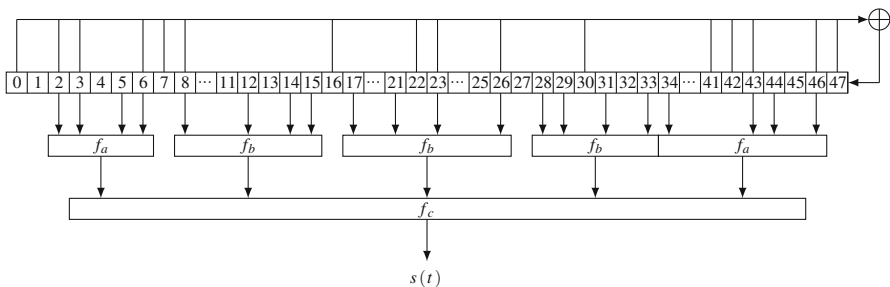 0 1 2 3 4 5 6 7 8 ··· 11 12 13 14 15 16 17 ··· 21 22 23 ··· 25 26 27 28 29 30 31 32 33 34 ··· 41 42 43 44 45 46 47
f_a f_b f_b f_b f_a
f_c
s(t)